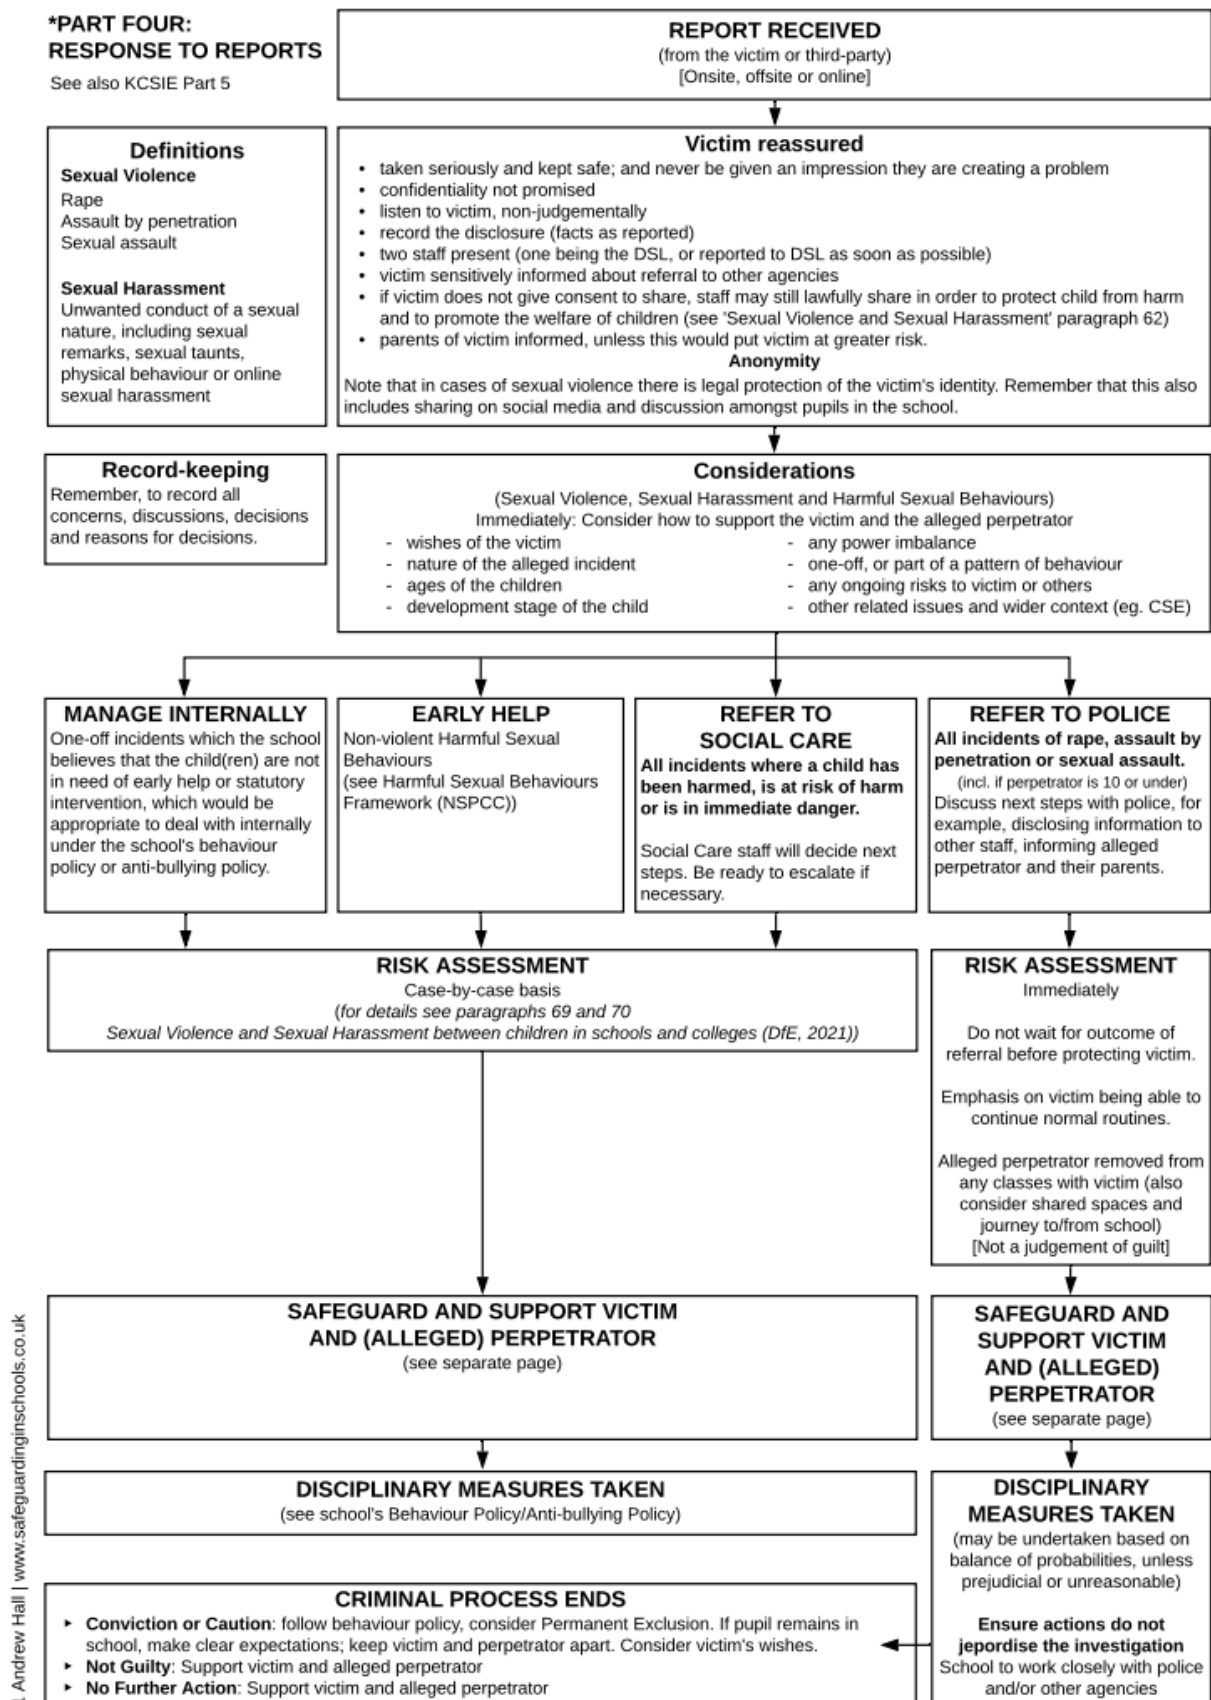 *PART FOUR:
RESPONSE TO REPORTS
See also KCSIE Part 5
REPORT RECEIVED
(from the victim or third-party)
[Onsite, offsite or online]
Definitions
Sexual Violence
Rape
Assault by penetration
Sexual assault
Sexual Harassment
Unwanted conduct of a sexual
nature, including sexual
remarks, sexual taunts,
physical behaviour or online
sexual harassment
Victim reassured
• taken seriously and kept safe; and never be given an impression they are creating a problem
• confidentiality not promised
• listen to victim, non-judgementally
• record the disclosure (facts as reported)
• two staff present (one being the DSL, or reported to DSL as soon as possible)
• victim sensitively informed about referral to other agencies
• if victim does not give consent to share, staff may still lawfully share in order to protect child from harm
and to promote the welfare of children (see 'Sexual Violence and Sexual Harassment' paragraph 62)
• parents of victim informed, unless this would put victim at greater risk.
Anonymity
Note that in cases of sexual violence there is legal protection of the victim's identity. Remember that this also
includes sharing on social media and discussion amongst pupils in the school.
Record-keeping
Remember, to record all
concerns, discussions, decisions
and reasons for decisions.
Considerations
(Sexual Violence, Sexual Harassment and Harmful Sexual Behaviours)
Immediately: Consider how to support the victim and the alleged perpetrator
- wishes of the victim
- nature of the alleged incident
- ages of the children
- development stage of the child
- any power imbalance
- one-off, or part of a pattern of behaviour
- any ongoing risks to victim or others
- other related issues and wider context (eg. CSE)
MANAGE INTERNALLY
One-off incidents which the school
believes that the child(ren) are not
in need of early help or statutory
intervention, which would be
appropriate to deal with internally
under the school's behaviour
policy or anti-bullying policy.
EARLY HELP
Non-violent Harmful Sexual
Behaviours
(see Harmful Sexual Behaviours
Framework (NSPCC))
REFER TO
SOCIAL CARE
All incidents where a child has
been harmed, is at risk of harm
or is in immediate danger.
Social Care staff will decide next
steps. Be ready to escalate if
necessary.
REFER TO POLICE
All incidents of rape, assault by
penetration or sexual assault.
(incl. if perpetrator is 10 or under)
Discuss next steps with police, for
example, disclosing information to
other staff, informing alleged
perpetrator and their parents.
RISK ASSESSMENT
Case-by-case basis
(for details see paragraphs 69 and 70
Sexual Violence and Sexual Harassment between children in schools and colleges (DfE, 2021))
RISK ASSESSMENT
Immediately
Do not wait for outcome of
referral before protecting victim.
Emphasis on victim being able to
continue normal routines.
Alleged perpetrator removed from
any classes with victim (also
consider shared spaces and
journey to/from school)
[Not a judgement of guilt]
SAFEGUARD AND SUPPORT VICTIM
AND (ALLEGED) PERPETRATOR
(see separate page)
SAFEGUARD AND
SUPPORT VICTIM
AND (ALLEGED)
PERPETRATOR
(see separate page)
DISCIPLINARY MEASURES TAKEN
(see school's Behaviour Policy/Anti-bullying Policy)
DISCIPLINARY
MEASURES TAKEN
(may be undertaken based on
balance of probabilities, unless
prejudicial or unreasonable)
Ensure actions do not
jepordise the investigation
School to work closely with police
and/or other agencies
CRIMINAL PROCESS ENDS
▸ Conviction or Caution: follow behaviour policy, consider Permanent Exclusion. If pupil remains in
school, make clear expectations; keep victim and perpetrator apart. Consider victim's wishes.
▸ Not Guilty: Support victim and alleged perpetrator
▸ No Further Action: Support victim and alleged perpetrator
Andrew Hall | www.safeguardinginschools.co.uk